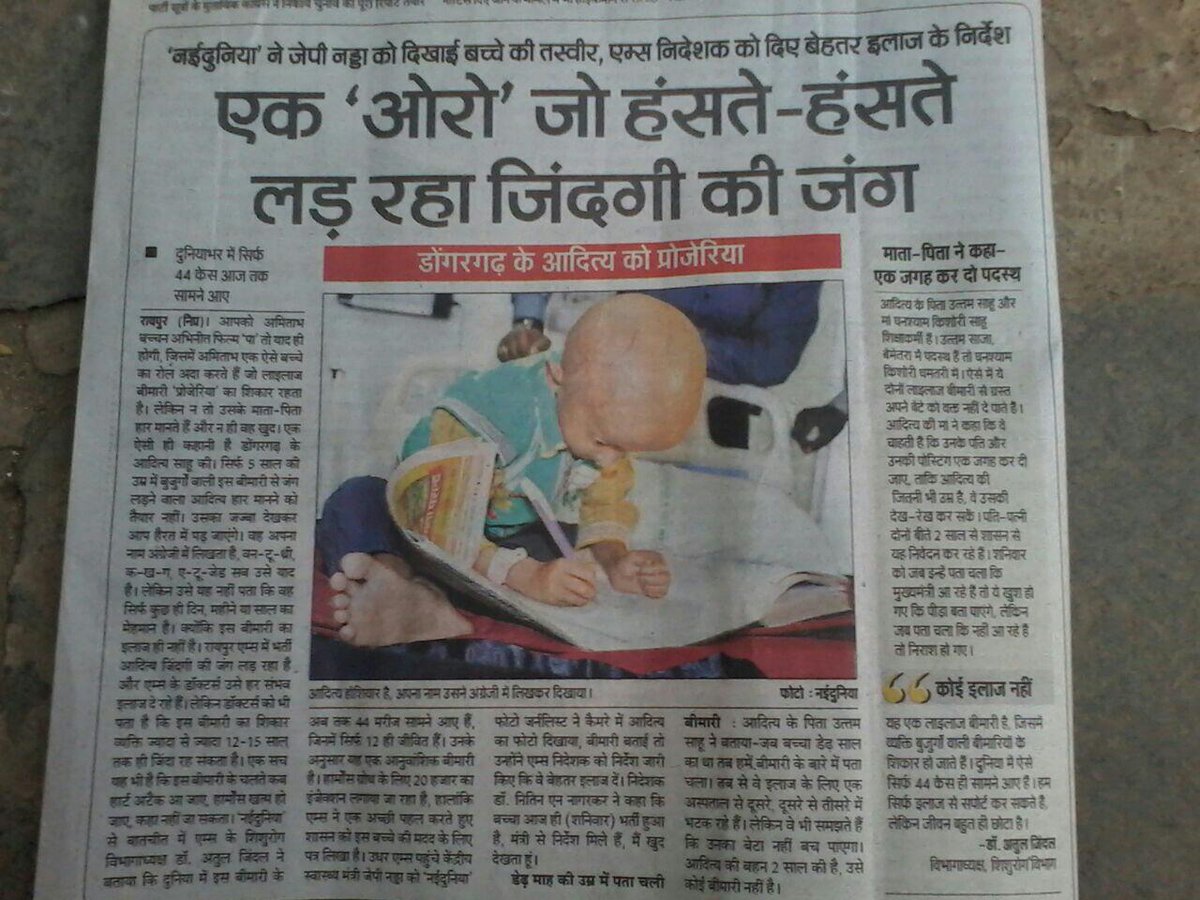 'नईदुनिया' ने जेपी नड्डा को दिखाई बच्चे की तस्वीर, एम्स निदेशक को दिए बेहतर इलाज के निर्देश
एक 'ओरो' जो हंसते-हंसते
लड़ रहा जिंदगी की जंग
दुनियाभर में सिर्फ
44 केस आज तक
सामने आए
रायपुर (निप्र)। आपको अमिताभ
बच्चन अभिनीत फिल्म 'पा' तो याद ही
होगी, जिसमें अमिताभ एक ऐसे बच्चे
का रोल अदा करते हैं जो लाइलाज
बीमारी 'प्रोजेरिया' का शिकार रहता
है। लेकिन न तो उसके माता-पिता
हार मानते हैं और न ही वह खुद। एक
ऐसी ही कहानी है डोंगरगढ़ के
आदित्य साहू की। सिर्फ 5 साल की
उम्र में बुजुर्गों वाली इस बीमारी से जंग
लड़ने वाला आदित्य हार मानने को
तैयार नहीं। उसका जज्बा देखकर
आप हैरत में पड़ जाएंगे। वह अपना
नाम अंग्रेजी में लिखता है, वन-टू-थ्री,
क-ख-ग, ए-टू-जेड सब उसे याद
है। लेकिन उसे यह नहीं पता कि वह
सिर्फ कुछ ही दिन, महीने या साल का
मेहमान है। क्योंकि इस बीमारी का
इलाज ही नहीं है। रायपुर एम्स में भर्ती
आदित्य जिंदगी की जंग लड़ रहा है
और एम्स के डॉक्टर्स उसे हर संभव
इलाज दे रहे हैं। लेकिन डॉक्टर्स को भी
पता है कि इस बीमारी का शिकार
व्यक्ति ज्यादा से ज्यादा 12-15 साल
तक ही जिंदा रह सकता है। एक सच
यह भी है कि इस बीमारी के चलते कब
हार्ट अटैक आ जाए, हार्मोंस खत्म हो
जाए, कहा नहीं जा सकता। 'नईदुनिया'
से बातचीत में एम्स के शिशुरोग
विभागाध्यक्ष डॉ. अतुल जिंदल ने
बताया कि दुनिया में इस बीमारी के
डोंगरगढ़ के आदित्य को प्रोजेरिया
आदित्य होशियार है, अपना नाम उसने अंग्रेजी में लिखकर दिखाया।
फोटो : नईदुनिया
अब तक 44 मरीज सामने आए हैं,
जिनमें सिर्फ 12 ही जीवित हैं। उनके
अनुसार यह एक आनुवांशिक बीमारी
है। हार्मोंस ग्रोथ के लिए 20 हजार का
इंजेक्शन लगाया जा रहा है, हालांकि
एम्स ने एक अच्छी पहल करते हुए
शासन को इस बच्चे की मदद के लिए
पत्र लिखा है। उधर एम्स पहुंचे केंद्रीय
स्वास्थ्य मंत्री जेपी नड्डा को 'नईदुनिया'
फोटो जर्नलिस्ट ने कैमरे में आदित्य
का फोटो दिखाया, बीमारी बताई तो
उन्होंने एम्स निदेशक को निर्देश जारी
किए कि वे बेहतर इलाज दें। निदेशक
डॉ. नितिन एन नागरकर ने कहा कि
बच्चा आज ही (शनिवार) भर्ती हुआ
है, मंत्री से निर्देश मिले हैं, मैं खुद
देखता हूं।
डेढ़ माह की उम्र में पता चली
बीमारी : आदित्य के पिता उत्तम
साहू ने बताया-जब बच्चा डेढ़ साल
का था तब हमें बीमारी के बारे में पता
चला। तब से वे इलाज के लिए एक
अस्पताल से दूसरे, दूसरे से तीसरे में
भटक रहे हैं। लेकिन वे भी समझते हैं
कि उनका बेटा नहीं बच पाएगा।
आदित्य की बहन 2 साल की है, उसे
कोई बीमारी नहीं है।
माता-पिता ने कहा-
एक जगह कर दो पदस्थ
आदित्य के पिता उत्तम साहू और
मां घनश्याम किशोरी साहू
शिक्षाकर्मी हैं। उत्तम साजा,
बेमेतरा में पदस्थ हैं तो घनश्याम
किशोरी धमतरी में। ऐसे में ये
दोनों लाइलाज बीमारी से ग्रस्त
अपने बेटे को वक्त नहीं दे पाते हैं।
आदित्य की मां ने कहा कि वे
चाहती हैं कि उनके पति और
उनकी पोस्टिंग एक जगह कर दी
जाए, ताकि आदित्य की
जितनी भी उम्र है, वे उसकी
देख-रेख कर सकें। पति-पत्नी
दोनों बीते 2 साल से शासन से
यह निवेदन कर रहे हैं। शनिवार
को जब इन्हें पता चला कि
मुख्यमंत्री आ रहे हैं तो ये खुश हो
गए कि पीड़ा बता पाएंगे, लेकिन
जब पता चला कि नहीं आ रहे हैं
तो निराश हो गए।
कोई इलाज नहीं
यह एक लाइलाज बीमारी है, जिसमें
व्यक्ति बुजुर्गों वाली बीमारियों के
शिकार हो जाते हैं। दुनिया में ऐसे
सिर्फ 44 केस ही सामने आए हैं। हम
सिर्फ इलाज से सपोर्ट कर सकते हैं,
लेकिन जीवन बहुत ही छोटा है।
-डॉ. अतुल जिंदल
विभागाध्यक्ष, शिशुरोग विभाग